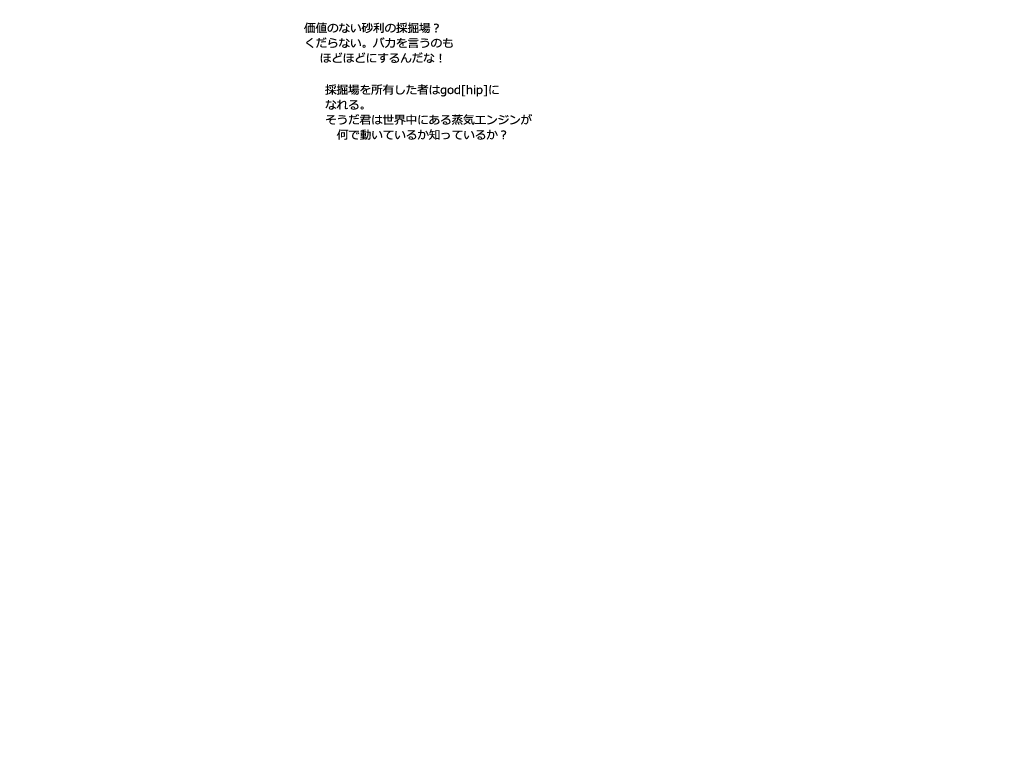 価値のない砂利の採掘場？
くだらない。バカを言うのも
ほどほどにするんだな！
採掘場を所有した者はgod[hip]に
なれる。
そうだ君は世界中にある蒸気エンジンが
何で動いているか知っているか？